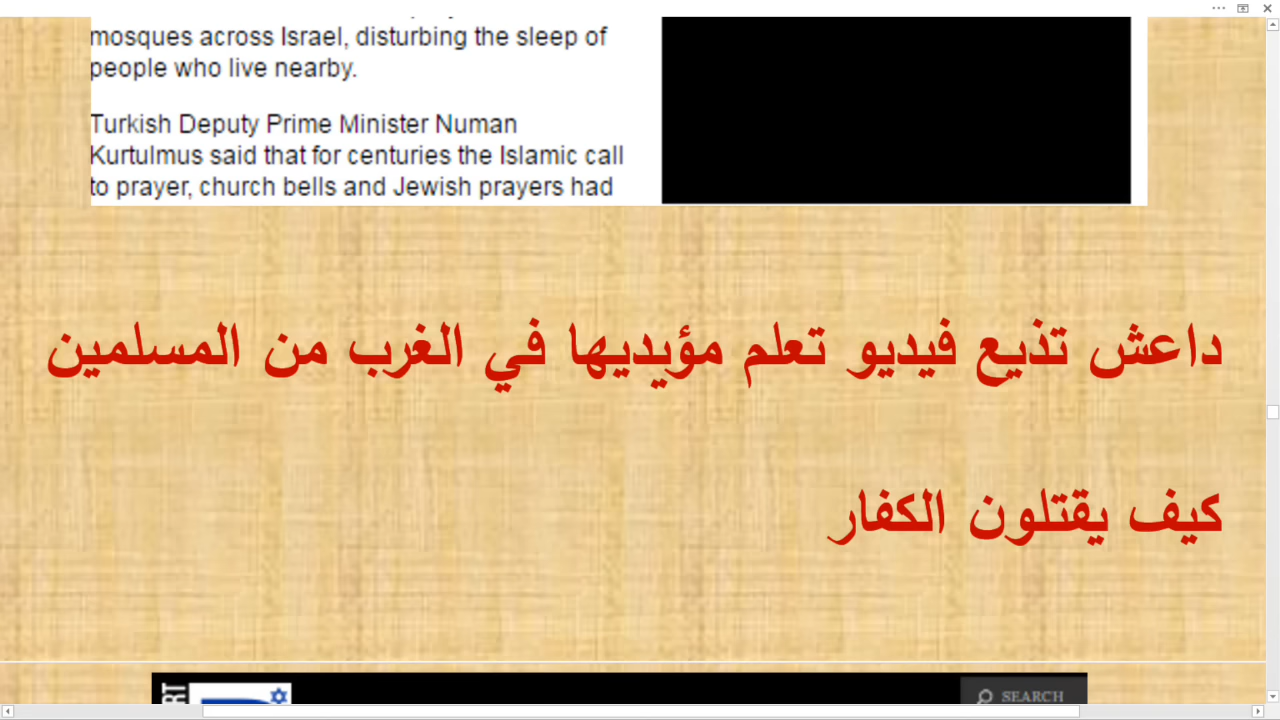 mosques across Israel, disturbing the sleep of
people who live nearby.
Turkish Deputy Prime Minister Numan
Kurtulmus said that for centuries the Islamic call
to prayer, church bells and Jewish prayers had
داعش تذيع فيديو تعلم مؤيديها في الغرب من المسلمين
كيف يقتلون الكفار
RT
SEARCH